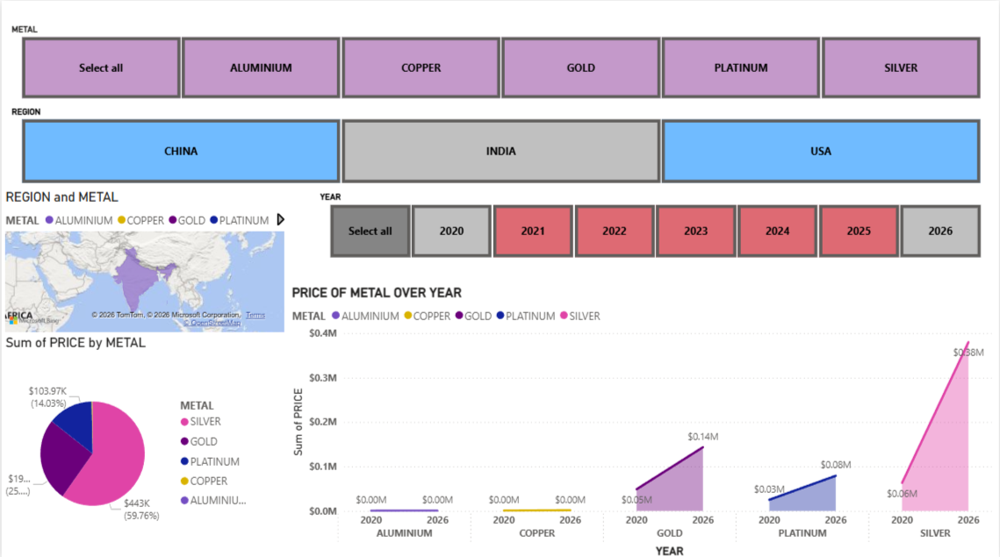 METAL
Select all ALUMINIUM COPPER GOLD PLATINUM SILVER
REGION
CHINA INDIA USA
REGION and METAL
METAL ALUMINIUM COPPER GOLD PLATINUM
AFRICA
Microsoft Bing
© 2026 TomTom, © 2026 Microsoft Corporation, Terms
© OpenStreetMap
YEAR
Select all 2020 2021 2022 2023 2024 2025 2026
Sum of PRICE by METAL
$103.97K
(14.03%)
$19...
(25....)
$443K
(59.76%)
METAL
SILVER
GOLD
PLATINUM
COPPER
ALUMINIU...
PRICE OF METAL OVER YEAR
METAL ALUMINIUM COPPER GOLD PLATINUM SILVER
Sum of PRICE
$0.4M
$0.3M
$0.2M
$0.1M
$0.0M
$0.00M $0.00M $0.00M $0.00M $0.05M $0.14M $0.03M $0.08M $0.06M $0.38M
2020 2026 2020 2026 2020 2026 2020 2026 2020 2026
ALUMINIUM COPPER GOLD PLATINUM SILVER
YEAR